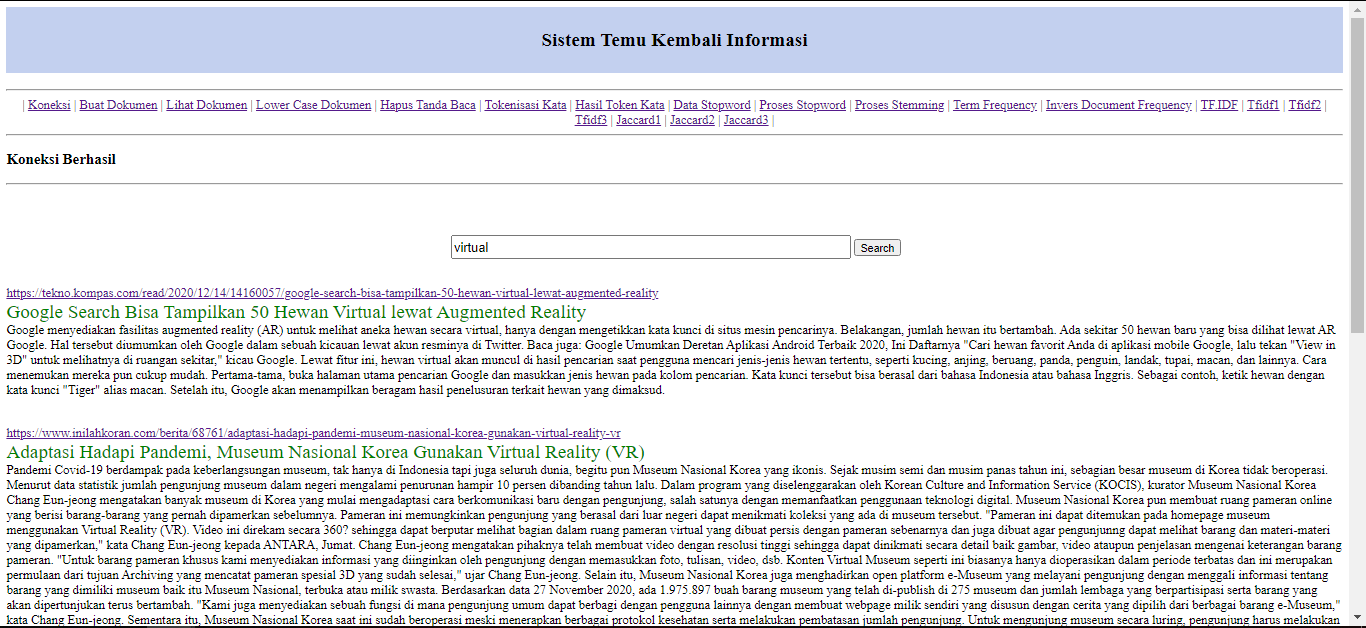 Sistem Temu Kembali Informasi
| Koneksi | Buat Dokumen | Lihat Dokumen | Lower Case Dokumen | Hapus Tanda Baca | Tokenisasi Kata | Hasil Token Kata | Data Stopword | Proses Stopword | Proses Stemming | Term Frequency | Invers Document Frequency | TF.IDF | Tfidf1 | Tfidf2 |
Tfidf3 | Jaccard1 | Jaccard2 | Jaccard3 |
Koneksi Berhasil
virtual Search
https://tekno.kompas.com/read/2020/12/14/14160057/google-search-bisa-tampilkan-50-hewan-virtual-lewat-augmented-reality
Google Search Bisa Tampilkan 50 Hewan Virtual lewat Augmented Reality
Google menyediakan fasilitas augmented reality (AR) untuk melihat aneka hewan secara virtual, hanya dengan mengetikkan kata kunci di situs mesin pencarinya. Belakangan, jumlah hewan itu bertambah. Ada sekitar 50 hewan baru yang bisa dilihat lewat AR
Google. Hal tersebut diumumkan oleh Google dalam sebuah kicauan lewat akun resminya di Twitter. Baca juga: Google Umumkan Deretan Aplikasi Android Terbaik 2020, Ini Daftarnya "Cari hewan favorit Anda di aplikasi mobile Google, lalu tekan "View in
3D" untuk melihatnya di ruangan sekitar," kicau Google. Lewat fitur ini, hewan virtual akan muncul di hasil pencarian saat pengguna mencari jenis-jenis hewan tertentu, seperti kucing, anjing, beruang, panda, penguin, landak, tupai, macan, dan lainnya. Cara
menemukan mereka pun cukup mudah. Pertama-tama, buka halaman utama pencarian Google dan masukkan jenis hewan pada kolom pencarian. Kata kunci tersebut bisa berasal dari bahasa Indonesia atau bahasa Inggris. Sebagai contoh, ketik hewan dengan
kata kunci "Tiger" alias macan. Setelah itu, Google akan menampilkan beragam hasil penelusuran terkait hewan yang dimaksud.
https://www.inilahkoran.com/berita/68761/adaptasi-hadapi-pandemi-museum-nasional-korea-gunakan-virtual-reality-vr
Adaptasi Hadapi Pandemi, Museum Nasional Korea Gunakan Virtual Reality (VR)
Pandemi Covid-19 berdampak pada keberlangsungan museum, tak hanya di Indonesia tapi juga seluruh dunia, begitu pun Museum Nasional Korea yang ikonis. Sejak musim semi dan musim panas tahun ini, sebagian besar museum di Korea tidak beroperasi.
Menurut data statistik jumlah pengunjung museum dalam negeri mengalami penurunan hampir 10 persen dibanding tahun lalu. Dalam program yang diselenggarakan oleh Korean Culture and Information Service (KOCIS), kurator Museum Nasional Korea
Chang Eun-jeong mengatakan banyak museum di Korea yang mulai mengadaptasi cara berkomunikasi baru dengan pengunjung, salah satunya dengan memanfaatkan penggunaan teknologi digital. Museum Nasional Korea pun membuat ruang pameran online
yang berisi barang-barang yang pernah dipamerkan sebelumnya. Pameran ini memungkinkan pengunjung yang berasal dari luar negeri dapat menikmati koleksi yang ada di museum tersebut. "Pameran ini dapat ditemukan pada homepage museum
menggunakan Virtual Reality (VR). Video ini direkam secara 360? sehingga dapat berputar melihat bagian dalam ruang pameran virtual yang dibuat persis dengan pameran sebenarnya dan juga dibuat agar pengunjunng dapat melihat barang dan materi-materi
yang dipamerkan," kata Chang Eun-jeong kepada ANTARA, Jumat. Chang Eun-jeong mengatakan pihaknya telah membuat video dengan resolusi tinggi sehingga dapat dinikmati secara detail baik gambar, video ataupun penjelasan mengenai keterangan barang
pameran. "Untuk barang pameran khusus kami menyediakan informasi yang diinginkan oleh pengunjung dengan memasukkan foto, tulisan, video, dsb. Konten Virtual Museum seperti ini biasanya hanya dioperasikan dalam periode terbatas dan ini merupakan
permulaan dari tujuan Archiving yang mencatat pameran spesial 3D yang sudah selesai," ujar Chang Eun-jeong. Selain itu, Museum Nasional Korea juga menghadirkan open platform e-Museum yang melayani pengunjung dengan menggali informasi tentang
barang yang dimiliki museum baik itu Museum Nasional, terbuka atau milik swasta. Berdasarkan data 27 November 2020, ada 1.975.897 buah barang museum yang telah di-publish di 275 museum dan jumlah lembaga yang berpartisipasi serta barang yang
akan dipertunjukan terus bertambah. "Kami juga menyediakan sebuah fungsi di mana pengunjung umum dapat berbagi dengan pengguna lainnya dengan membuat webpage milik sendiri yang disusun dengan cerita yang dipilih dari berbagai barang e-Museum,"
kata Chang Eun-jeong. Sementara itu, Museum Nasional Korea saat ini sudah beroperasi meski menerapkan berbagai protokol kesehatan serta melakukan pembatasan jumlah pengunjung. Untuk mengunjung museum secara luring, pengunjung harus melakukan